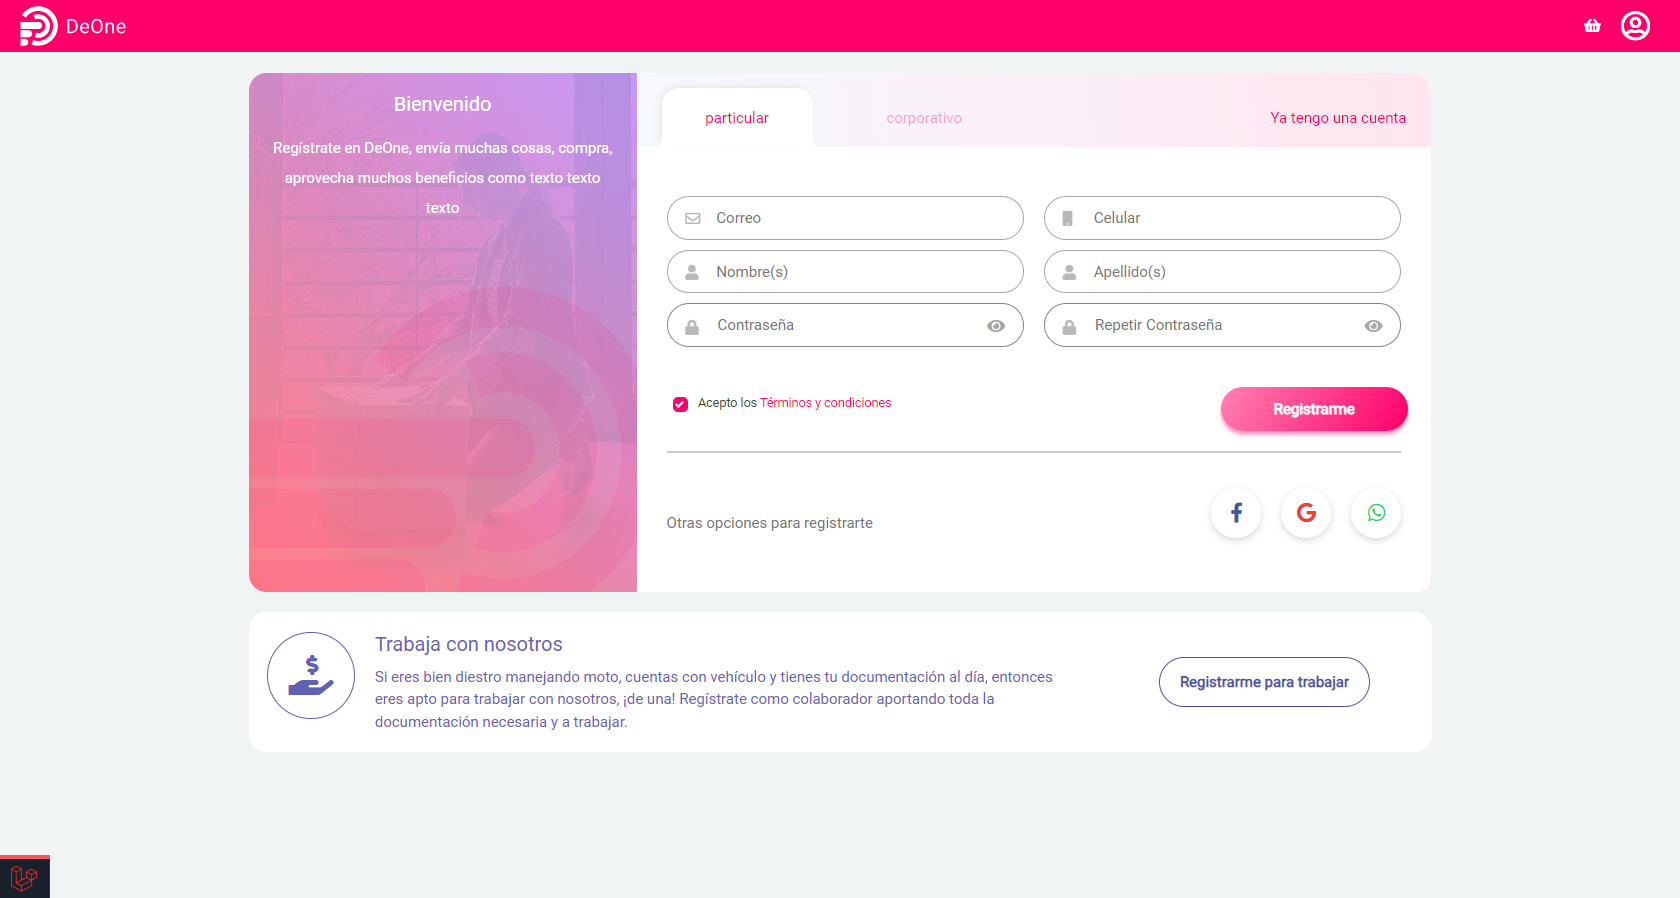 DeOne
Bienvenido
Regístrate en DeOne, envía muchas cosas, compra,
aprovecha muchos beneficios como texto texto
texto
particular
corporativo
Ya tengo una cuenta
Correo
Celular
Nombre(s)
Apellido(s)
Contraseña
Repetir Contraseña
Acepto los Términos y condiciones
Registrarme
Otras opciones para registrarte
Trabaja con nosotros
Si eres bien diestro manejando moto, cuentas con vehículo y tienes tu documentación al día, entonces
eres apto para trabajar con nosotros, ¡de una! Regístrate como colaborador aportando toda la
documentación necesaria y a trabajar.
Registrarme para trabajar